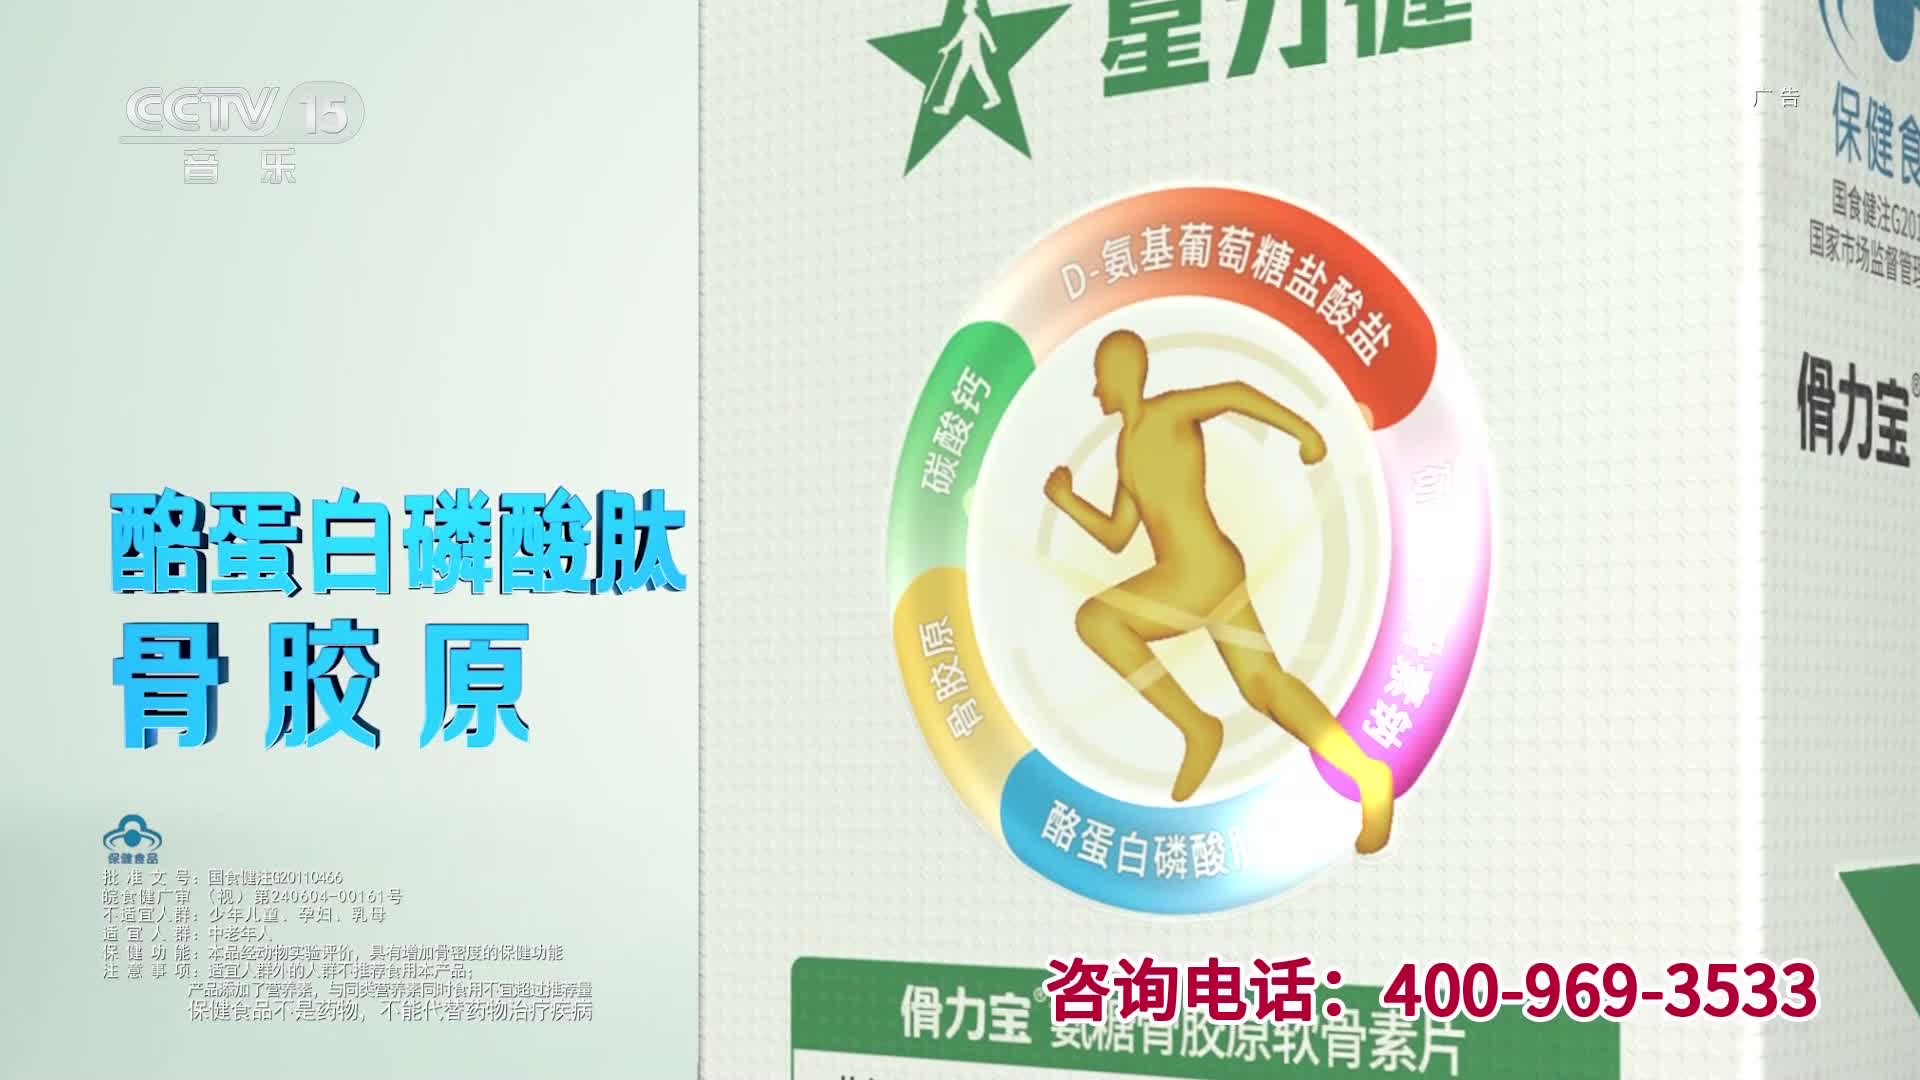 CCTV 15
音乐
广告
星力健
保健食
国食健注G201
国家市场监督管理
傦力宝®
D-氨基葡萄糖盐酸盐
碳酸钙
骨胶原
酪蛋白磷酸
素钠
酪蛋白磷酸肽
骨胶原
保健食品
批准文号：国食健注G20110466
皖食健广审（视）第240604-00161号
不适宜人群：少年儿童、孕妇、乳母
适宜人群：中老年人
保健功能：本品经动物实验评价，具有增加骨密度的保健功能
注意事项：适宜人群外的人群不推荐食用本产品；
产品添加了营养素，与同类营养素同时食用不宜超过推荐量
保健食品不是药物，不能代替药物治疗疾病
咨询电话：400-969-3533
傦力宝®氨糖骨胶原软骨素片